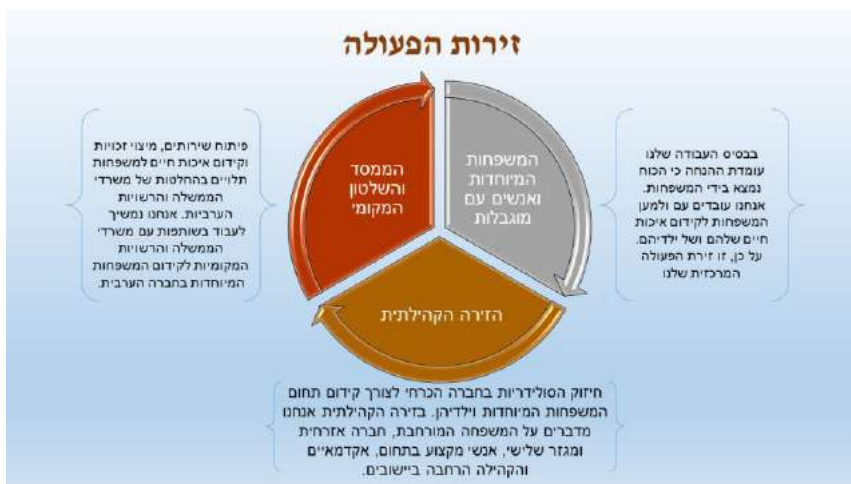 זירות הפעולה
המשפחות
המיוחדות
ואנשים עם
מוגבלות
בבסיס העבודה שלנו
עומדת ההנחה כי הכוח
נמצא בידי המשפחות.
אנחנו עובדים עם ולמען
המשפחות לקידום איכות
חיים שלהם ושל ילדיהם.
על כן, זו זירת הפעולה
המרכזית שלנו
הממסד
והשלטון
המקומי
פיתוח שירותים, מיצוי זכויות
וקידום איכות חיים למשפחות
תלויים בהחלטות של משרדי
הממשלה והרשויות
הערביות. אנחנו נמשיך
לעבוד בשותפות עם משרדי
הממשלה והרשויות
המקומיות לקידום המשפחות
המיוחדות בחברה הערבית.
הזירה הקהילתית
חיזוק הסולידריות בחברה הכרחי לצורך קידום תחום
המשפחות המיוחדות וילדיהן. בזירה הקהילתית אנחנו
מדברים על המשפחה המורחבת, חברה אזרחית
ומגזר שלישי, אנשי מקצוע בתחום, אקדמאיים
והקהילה הרחבה ביישובים.